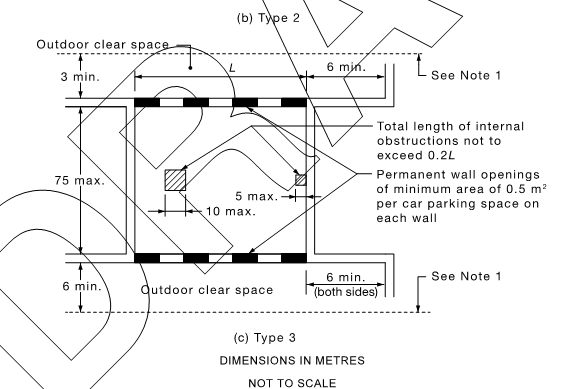 (b) Type 2
Outdoor clear space
L
6 min.
3 min.
See Note 1
Total length of internal
obstructions not to
exceed 0.2L
Permanent wall openings
of minimum area of 0.5 m²
per car parking space on
each wall
75 max.
5 max.
10 max.
6 min.
Outdoor clear space
6 min.
(both sides)
See Note 1
(c) Type 3
DIMENSIONS IN METRES
NOT TO SCALE